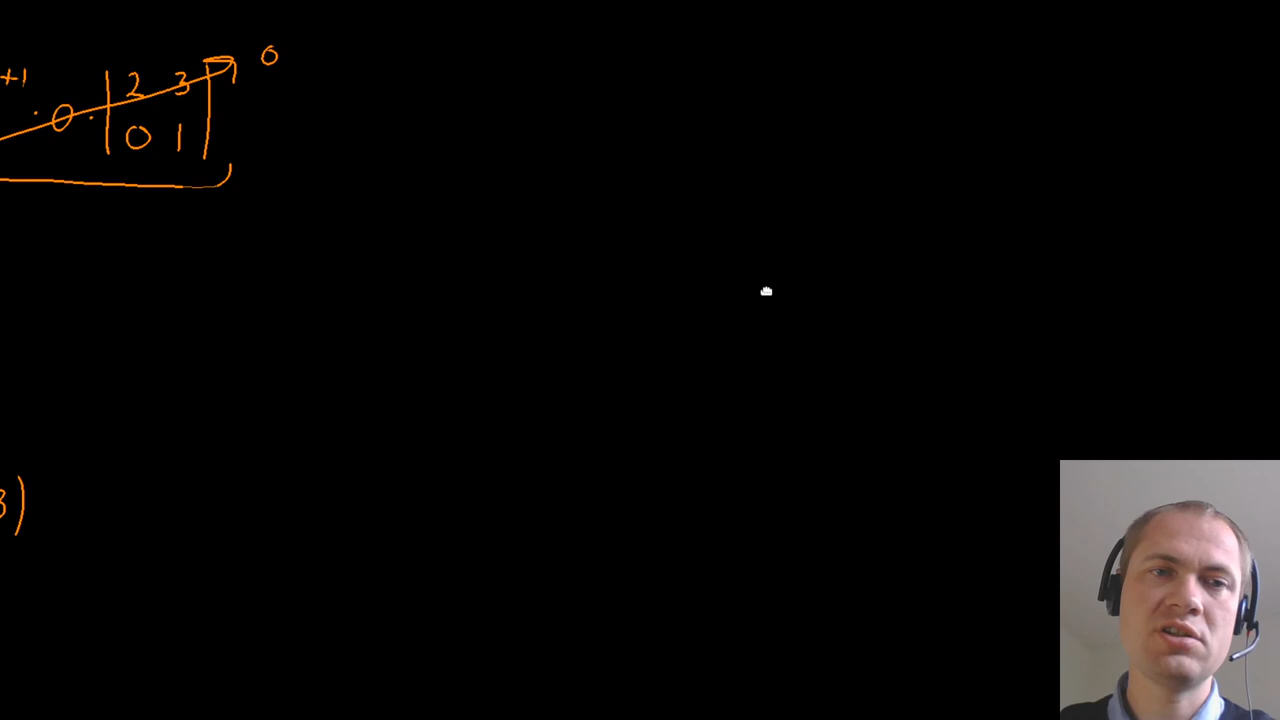 +1 · 0 · | 2 3 | 0
| 0 1 |
3)